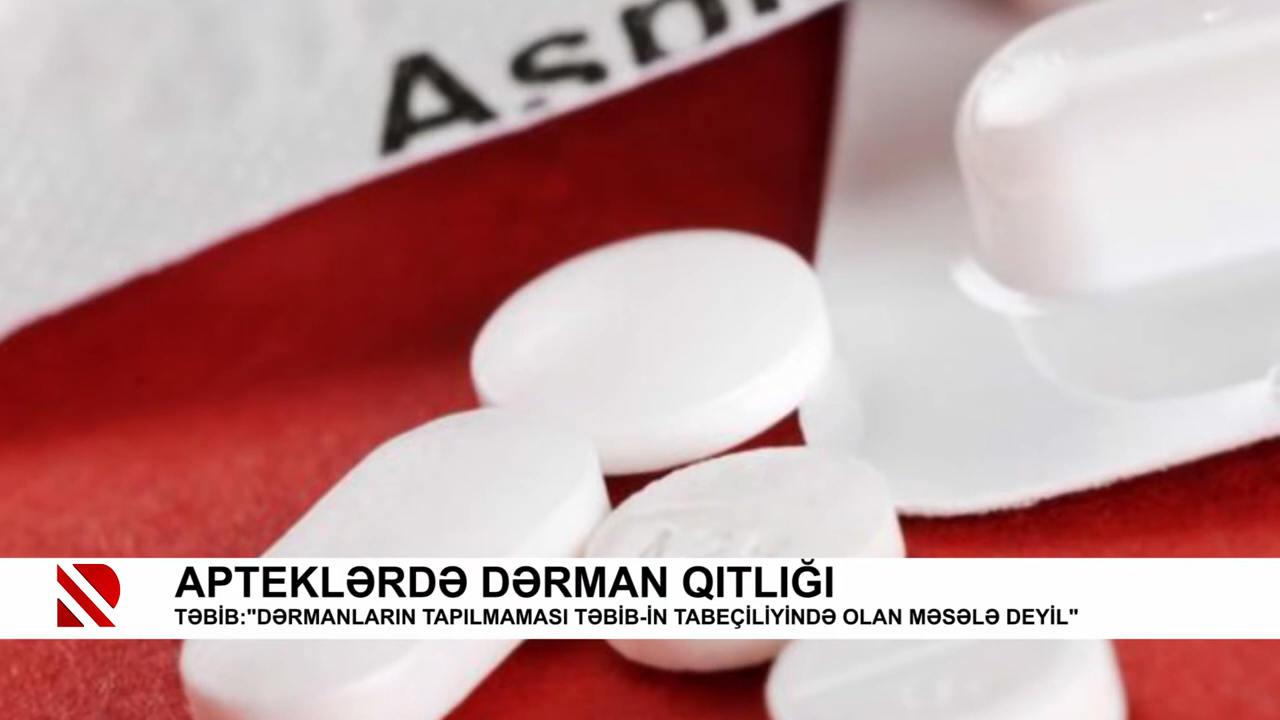 APTEKLƏRDƏ DƏRMAN QITLIĞI
TƏBİB:"DƏRMANLARIN TAPILMAMASI TƏBİB-İN TABEÇİLİYİNDƏ OLAN MƏSƏLƏ DEYİL"